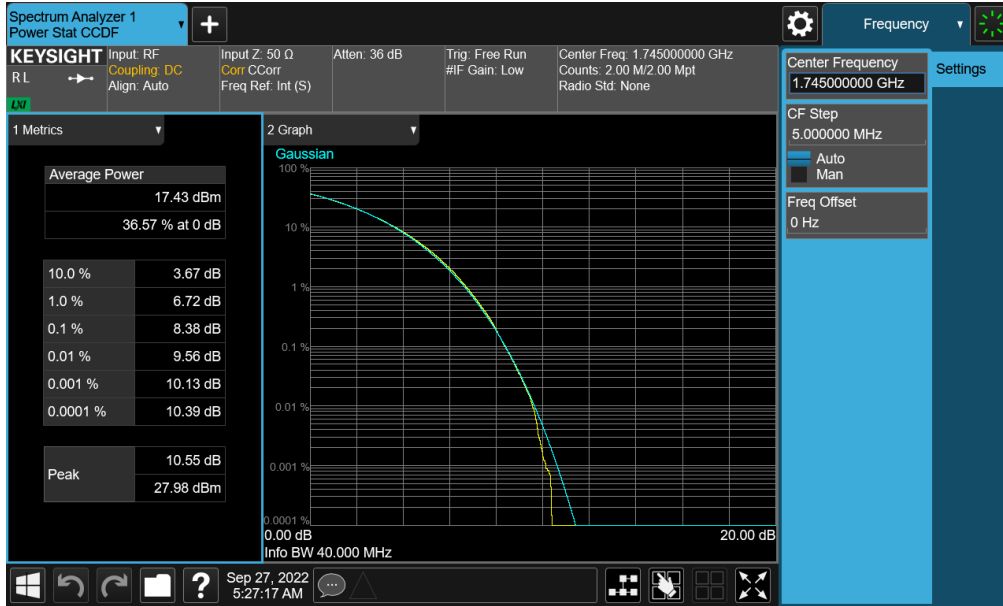 Spectrum Analyzer 1
Power Stat CCDF
Frequency
KEYSIGHT
R L
LXI
Input: RF
Coupling: DC
Align: Auto
Input Z: 50 Ω
Corr CCorr
Freq Ref: Int (S)
Atten: 36 dB
Trig: Free Run
#IF Gain: Low
Center Freq: 1.745000000 GHz
Counts: 2.00 M/2.00 Mpt
Radio Std: None
Center Frequency
1.745000000 GHz
Settings
CF Step
5.000000 MHz
Auto
Man
Freq Offset
0 Hz
1 Metrics
Average Power
17.43 dBm
36.57 % at 0 dB
10.0 % 3.67 dB
1.0 % 6.72 dB
0.1 % 8.38 dB
0.01 % 9.56 dB
0.001 % 10.13 dB
0.0001 % 10.39 dB
Peak
10.55 dB
27.98 dBm
2 Graph
Gaussian
100 %
10 %
1 %
0.1 %
0.01 %
0.001 %
0.0001 %
0.00 dB 20.00 dB
Info BW 40.000 MHz
?
Sep 27, 2022
5:27:17 AM